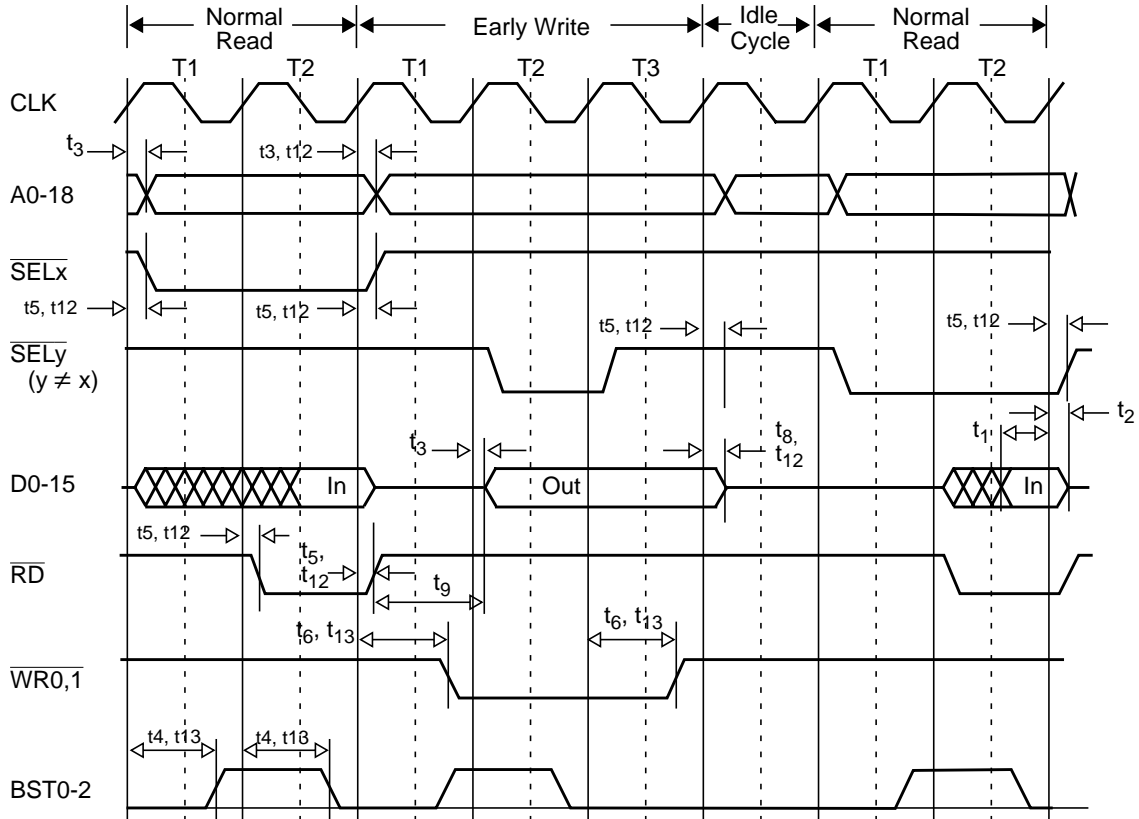 Normal Read
Early Write
Idle Cycle
Normal Read
T1 T2 T1 T2 T3 T1 T2
CLK
t3 t3, t12
A0-18
SELx
t5, t12 t5, t12
t5, t12 t5, t12
SELy
(y ≠ x)
t2
t3 t8, t12 t1
D0-15 In Out In
t5, t12 t5, t12
RD
t9
t6, t13 t6, t13
WR0,1
t4, t13 t4, t13
BST0-2